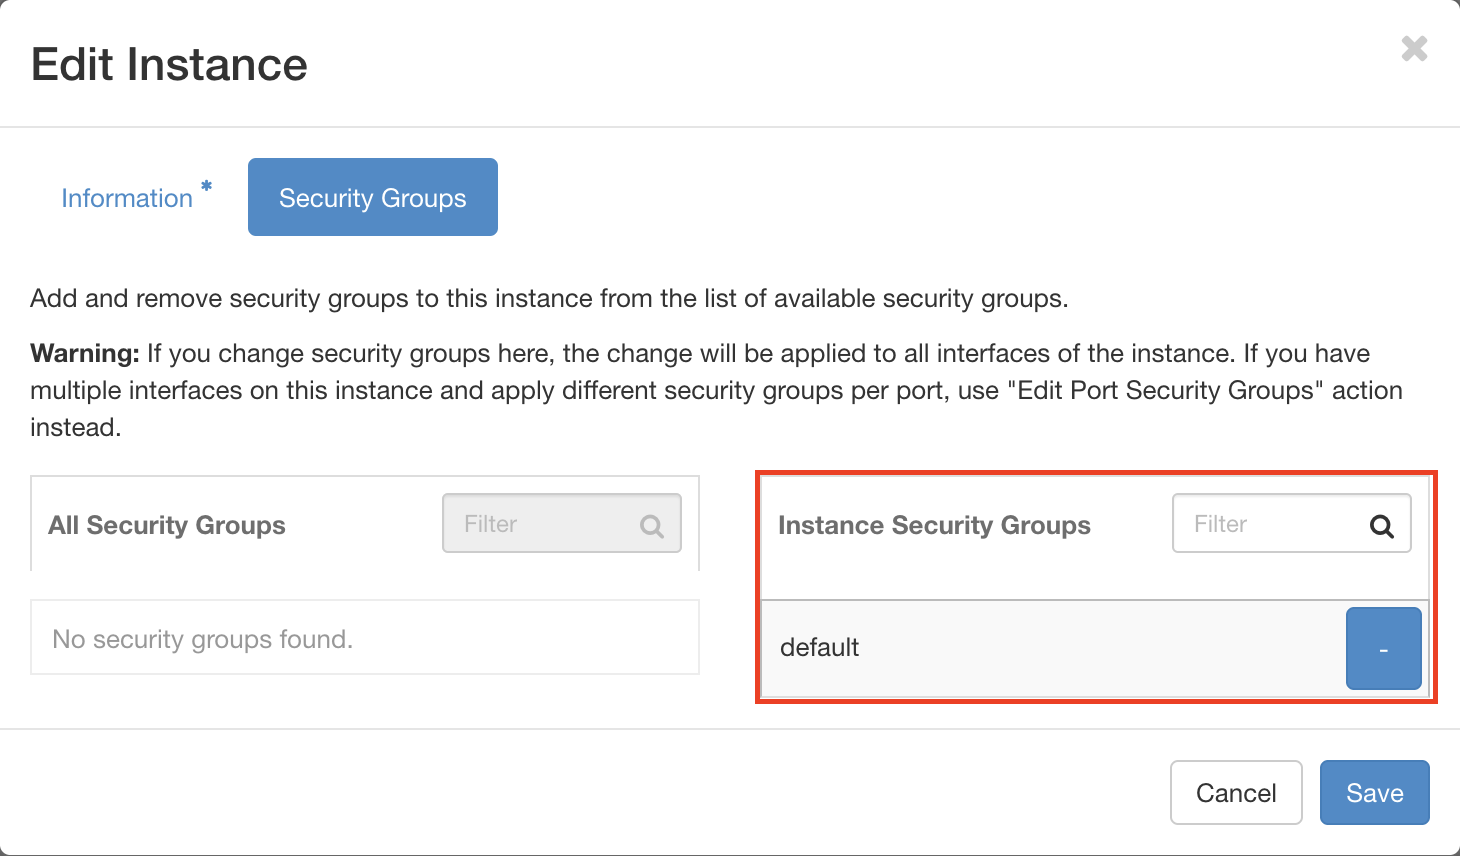 Edit Instance
Information *
Security Groups
Add and remove security groups to this instance from the list of available security groups.
Warning: If you change security groups here, the change will be applied to all interfaces of the instance. If you have
multiple interfaces on this instance and apply different security groups per port, use "Edit Port Security Groups" action
instead.
All Security Groups
Filter
No security groups found.
Instance Security Groups
Filter
default
-
Cancel
Save